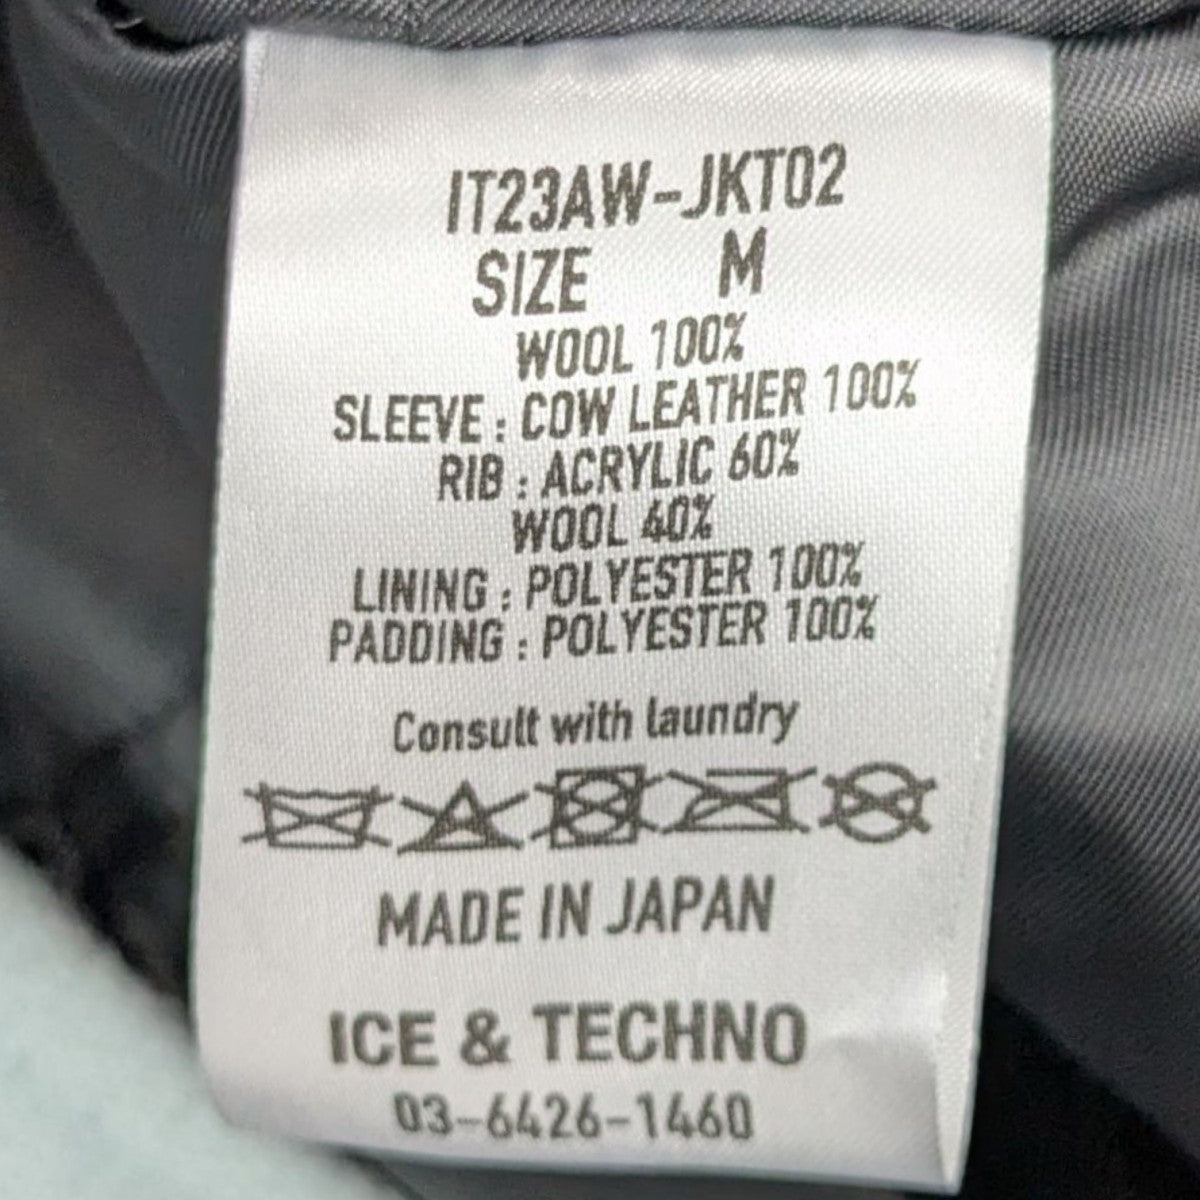 IT23AW-JKT02
SIZE M
WOOL 100%
SLEEVE : COW LEATHER 100%
RIB : ACRYLIC 60%
WOOL 40%
LINING : POLYESTER 100%
PADDING : POLYESTER 100%
Consult with laundry
MADE IN JAPAN
ICE & TECHNO
03-6426-1460